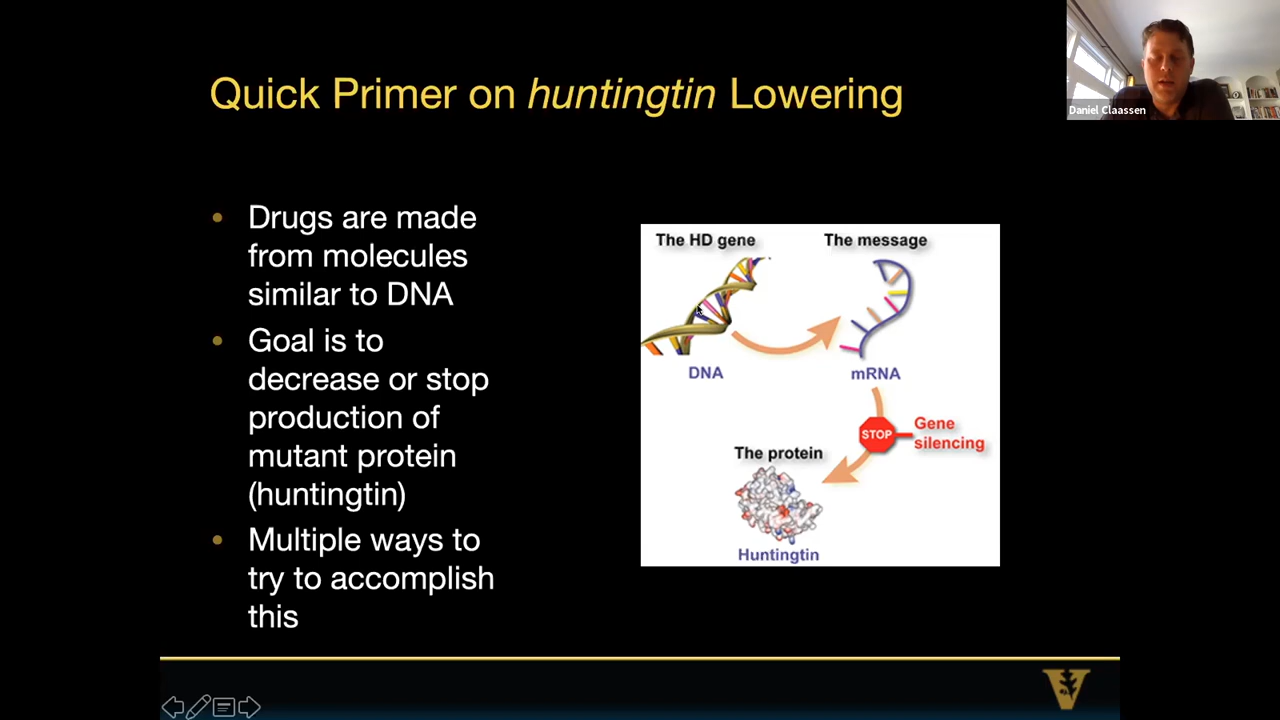 Quick Primer on huntingtin Lowering
Daniel Claassen
• Drugs are made
from molecules
similar to DNA
• Goal is to
decrease or stop
production of
mutant protein
(huntingtin)
• Multiple ways to
try to accomplish
this
The HD gene
The message
DNA
mRNA
STOP
Gene
silencing
The protein
Huntingtin
V